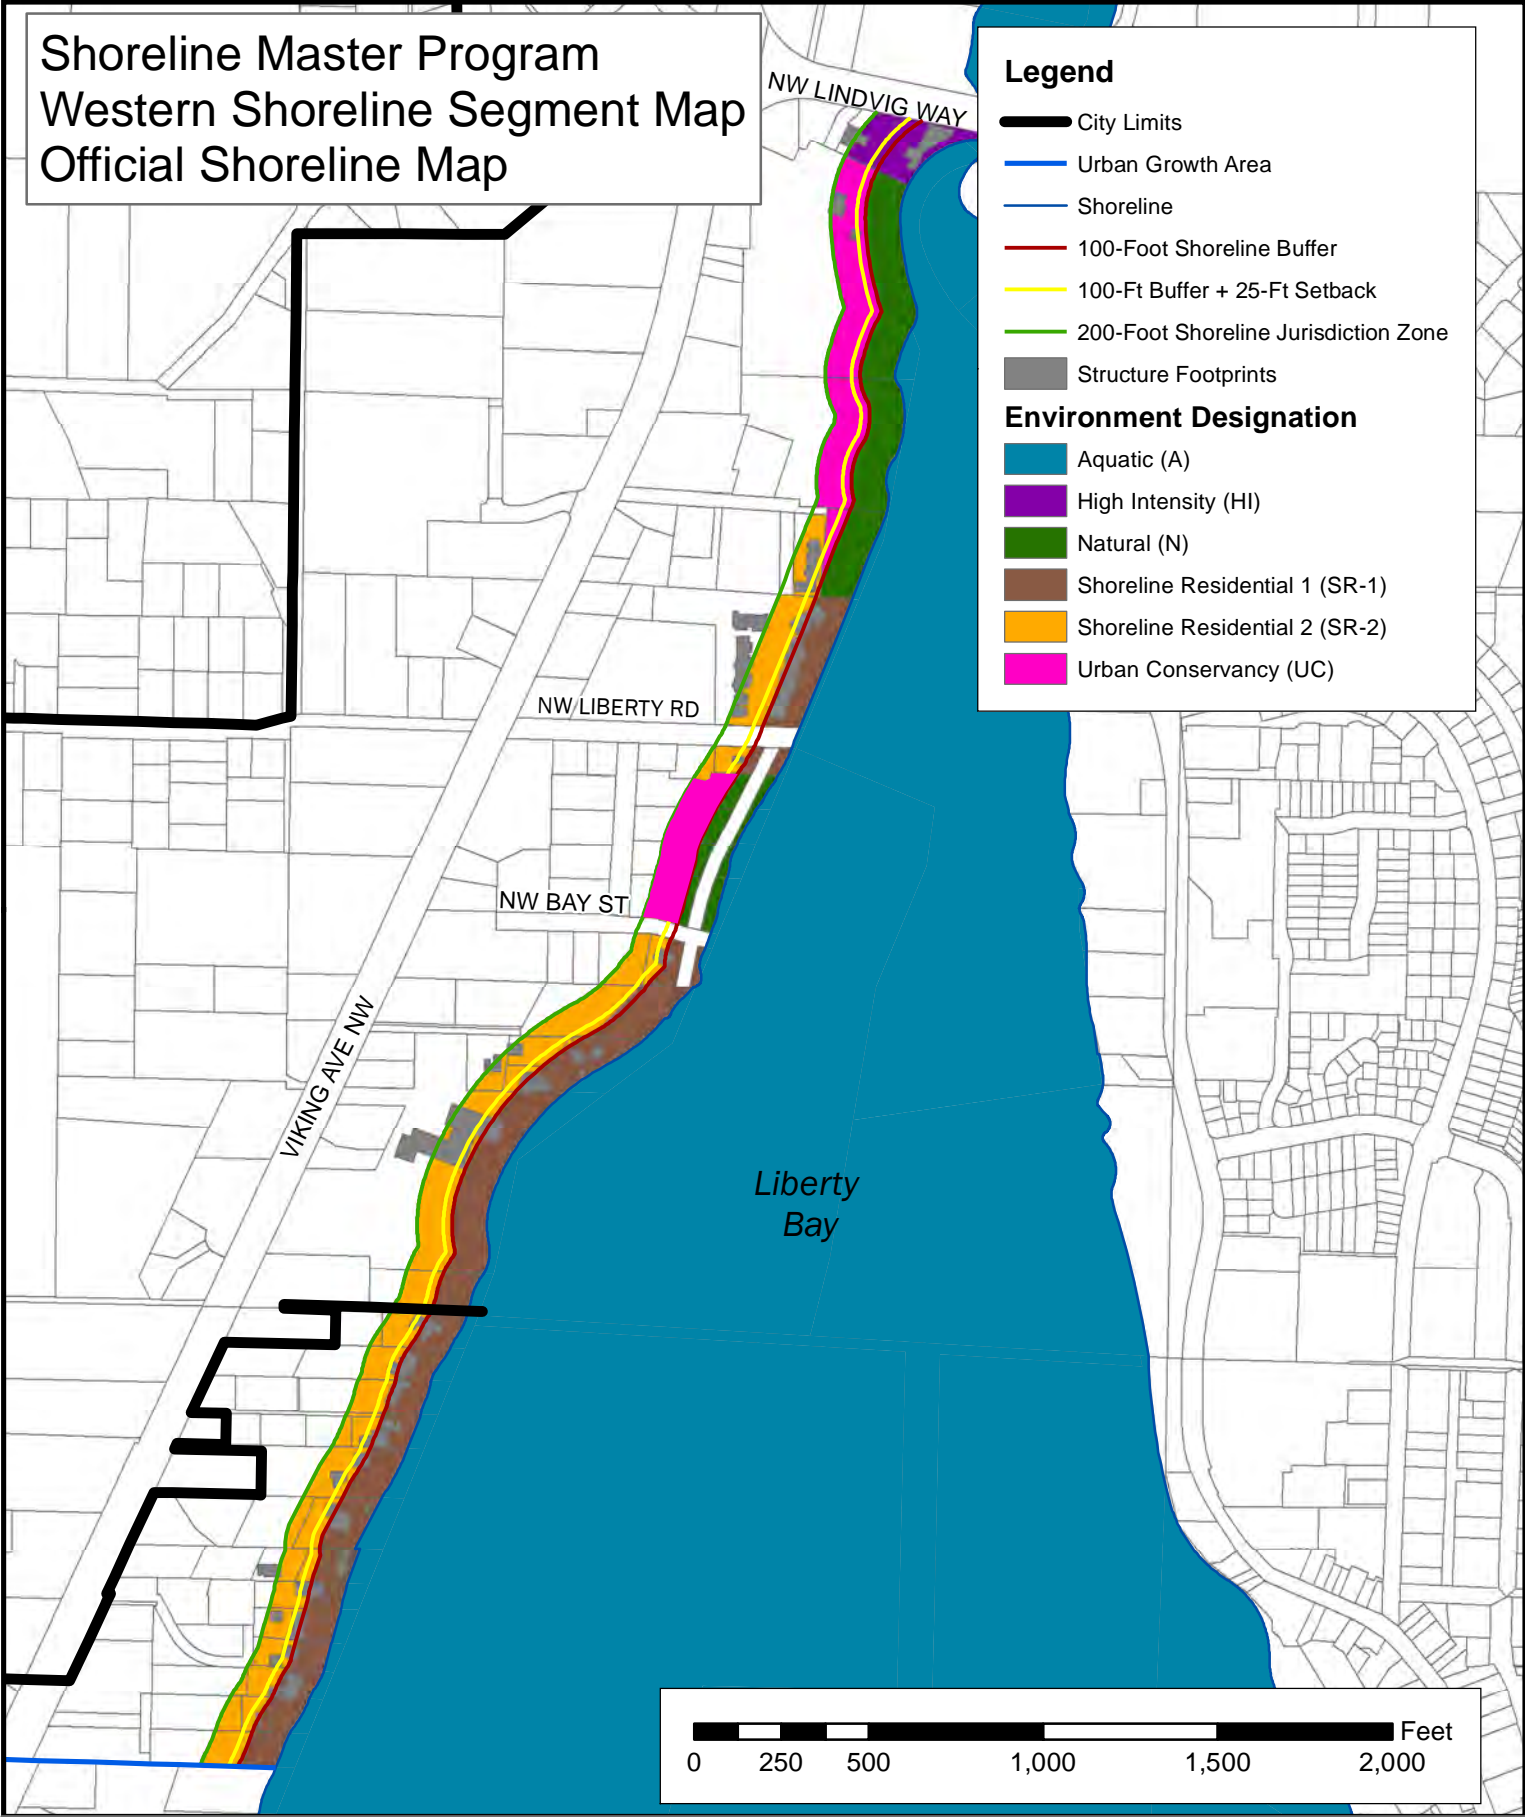 Shoreline Master Program
Western Shoreline Segment Map
Official Shoreline Map
NW LINDVIG WAY
Legend
City Limits
Urban Growth Area
Shoreline
100-Foot Shoreline Buffer
100-Ft Buffer + 25-Ft Setback
200-Foot Shoreline Jurisdiction Zone
Structure Footprints
Environment Designation
Aquatic (A)
High Intensity (HI)
Natural (N)
Shoreline Residential 1 (SR-1)
Shoreline Residential 2 (SR-2)
Urban Conservancy (UC)
NW LIBERTY RD
NW BAY ST
VIKING AVE NW
Liberty
Bay
Feet
0 250 500 1,000 1,500 2,000